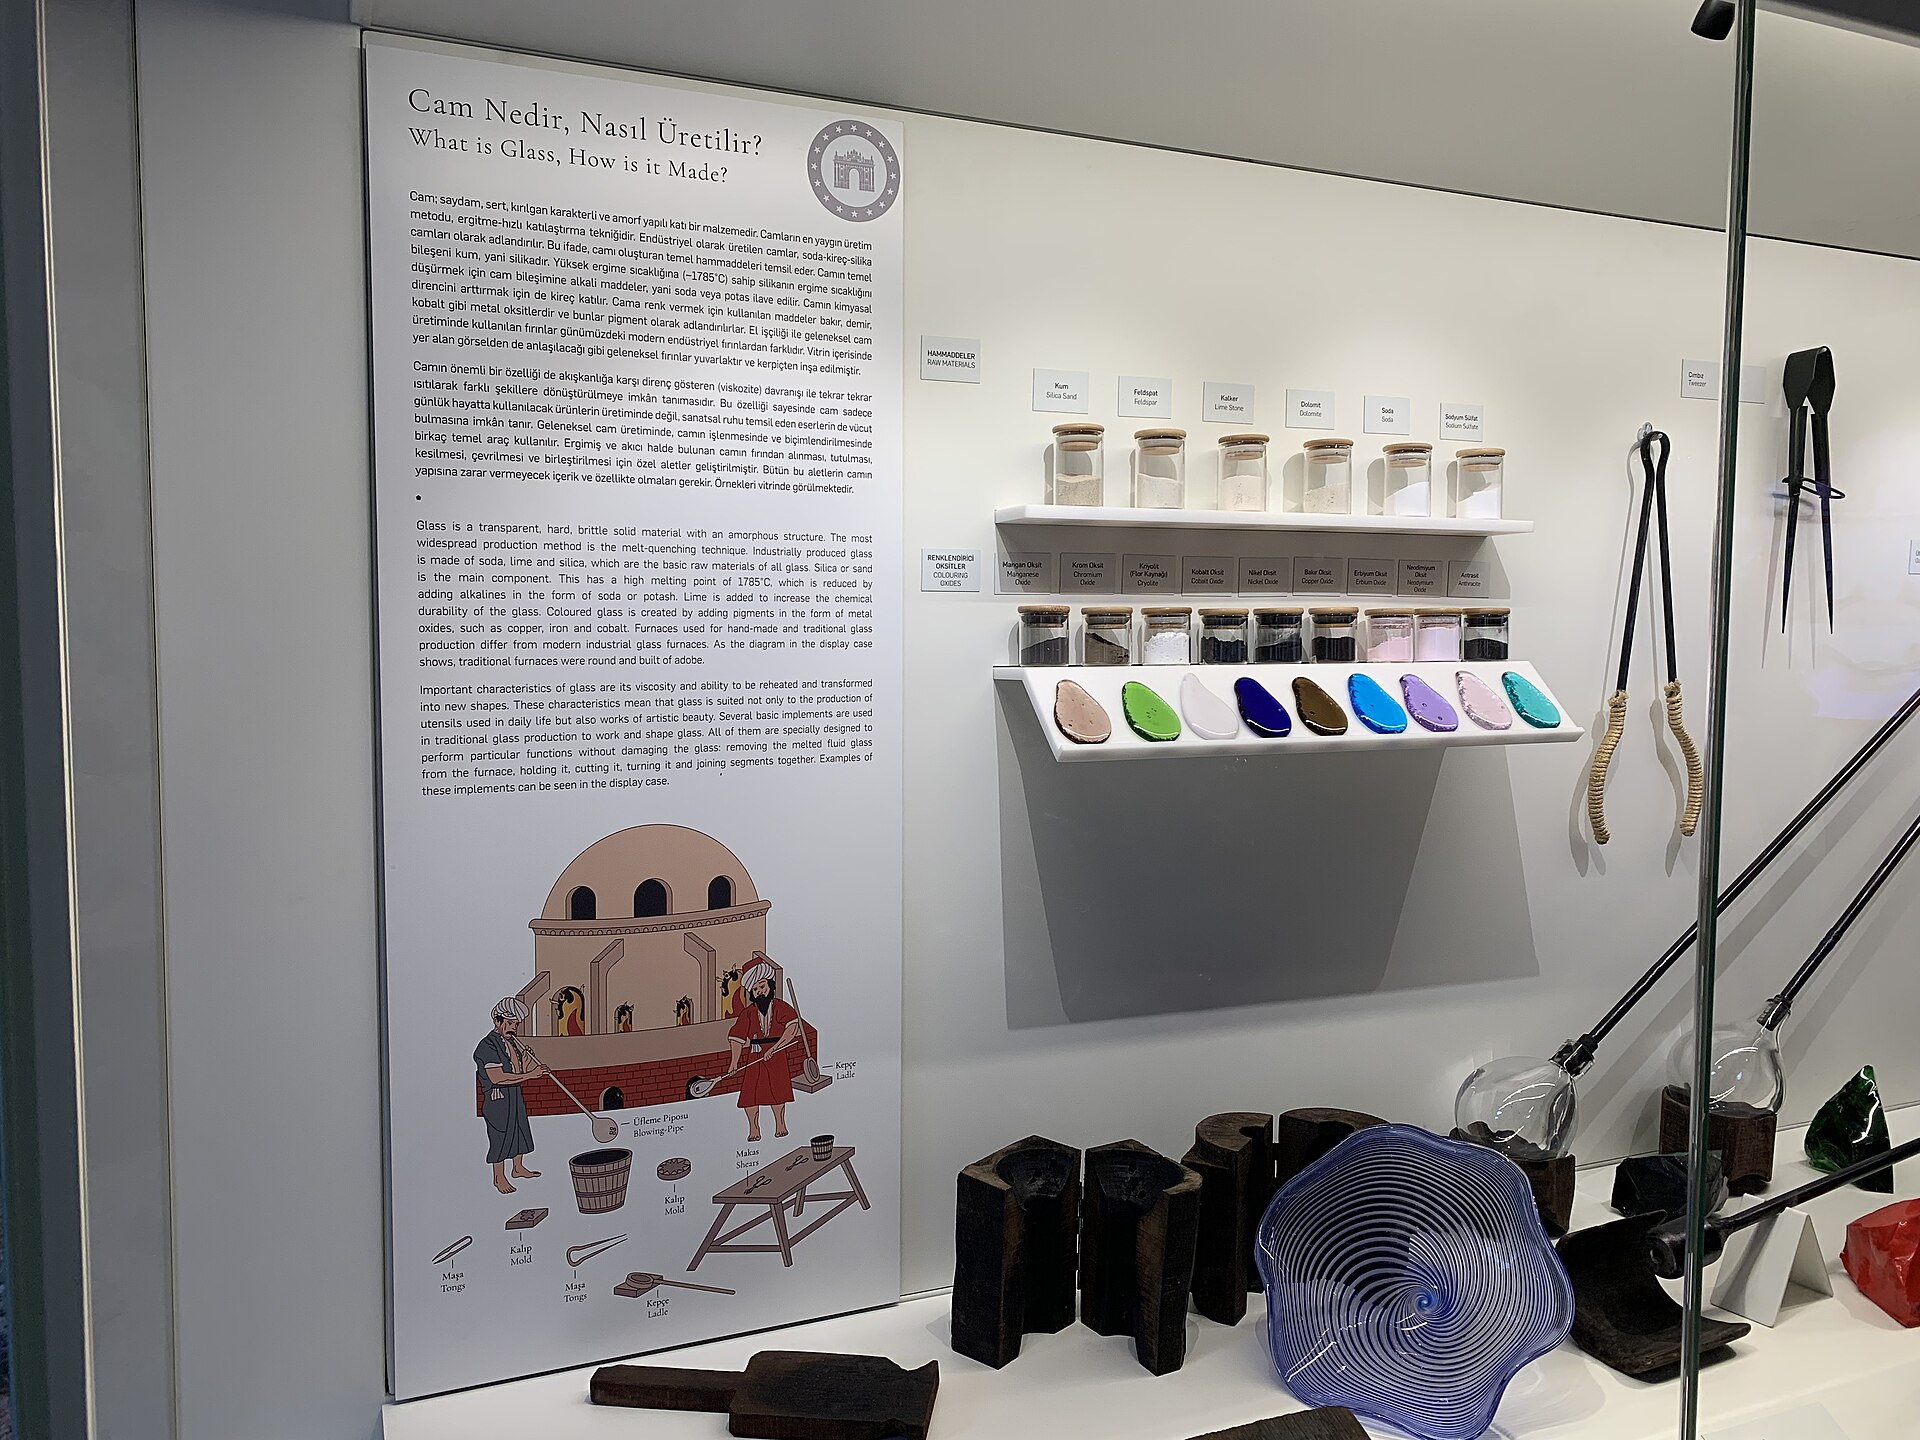 Cam Nedir, Nasıl Üretilir?
What is Glass, How is it Made?
Cam; saydam, sert, kırılgan karakterli ve amorf yapılı katı bir malzemedir. Camların en yaygın üretim
metodu, ergitme-hızlı katılaştırma tekniğidir. Endüstriyel olarak üretilen camlar, soda-kireç-silika
camları olarak adlandırılır. Bu ifade, camı oluşturan temel hammaddeleri temsil eder. Camın temel
bileşeni kum, yani silikadır. Yüksek ergime sıcaklığına (~1785°C) sahip silikanın ergime sıcaklığını
düşürmek için cam bileşimine alkali maddeler, yani soda veya potas ilave edilir. Camın kimyasal
direncini arttırmak için de kireç katılır. Cama renk vermek için kullanılan maddeler bakır, demir,
kobalt gibi metal oksitlerdir ve bunlar pigment olarak adlandırılırlar. El işçiliği ile geleneksel cam
üretiminde kullanılan fırınlar günümüzdeki modern endüstriyel fırınlardan farklıdır. Vitrin içerisinde
yer alan görselden de anlaşılacağı gibi geleneksel fırınlar yuvarlaktır ve kerpiçten inşa edilmiştir.
Camın önemli bir özelliği de akışkanlığa karşı direnç gösteren (viskozite) davranışı ile tekrar tekrar
ısıtılarak farklı şekillere dönüştürülmeye imkân tanımasıdır. Bu özelliği sayesinde cam sadece
günlük hayatta kullanılacak ürünlerin üretiminde değil, sanatsal ruhu temsil eden eserlerin de vücut
bulmasına imkân tanır. Geleneksel cam üretiminde, camın işlenmesinde ve biçimlendirilmesinde
birkaç temel araç kullanılır. Ergimiş ve akıcı halde bulunan camın fırından alınması, tutulması,
kesilmesi, çevrilmesi ve birleştirilmesi için özel aletler geliştirilmiştir. Bütün bu aletlerin camın
yapısına zarar vermeyecek içerik ve özellikte olmaları gerekir. Örnekleri vitrinde görülmektedir.
Glass is a transparent, hard, brittle solid material with an amorphous structure. The most
widespread production method is the melt-quenching technique. Industrially produced glass
is made of soda, lime and silica, which are the basic raw materials of all glass. Silica or sand
is the main component. This has a high melting point of 1785°C, which is reduced by
adding alkalines in the form of soda or potash. Lime is added to increase the chemical
durability of the glass. Coloured glass is created by adding pigments in the form of metal
oxides, such as copper, iron and cobalt. Furnaces used for hand-made and traditional glass
production differ from modern industrial glass furnaces. As the diagram in the display case
shows, traditional furnaces were round and built of adobe.
Important characteristics of glass are its viscosity and ability to be reheated and transformed
into new shapes. These characteristics mean that glass is suited not only to the production of
utensils used in daily life but also works of artistic beauty. Several basic implements are used
in traditional glass production to work and shape glass. All of them are specially designed to
perform particular functions without damaging the glass: removing the melted fluid glass
from the furnace, holding it, cutting it, turning it and joining segments together. Examples of
these implements can be seen in the display case.
Kepçe
Ladle
Üfleme Piposu
Blowing-Pipe
Makas
Shears
Kalıp
Mold
Kalıp
Mold
Maşa
Tongs
Maşa
Tongs
Kepçe
Ladle
HAMMADDELER
RAW MATERIALS
Kum
Silica Sand
Feldspat
Feldspar
Kalker
Lime Stone
Dolomit
Dolomite
Soda
Soda
Sodyum Sülfat
Sodium Sulfate
RENKLENDİRİCİ
OKSİTLER
COLOURING
OXIDES
Mangan Oksit
Manganese
Oxide
Krom Oksit
Chromium
Oxide
Kriyolit
(Flor Kaynağı)
Cryolite
Kobalt Oksit
Cobalt Oxide
Nikel Oksit
Nickel Oxide
Bakır Oksit
Copper Oxide
Erbiyum Oksit
Erbium Oxide
Neodimiyum
Oksit
Neodymium
Oxide
Antrasit
Anthracite
Cımbız
Tweezer